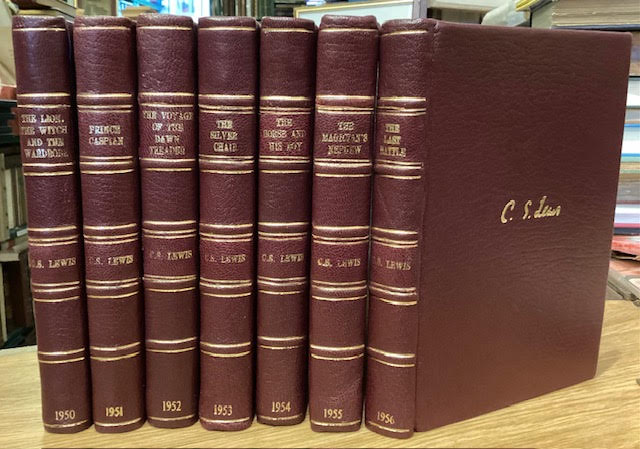 THE LION,
THE WITCH
AND THE
WARDROBE
C.S. LEWIS
1950
PRINCE
CASPIAN
C.S. LEWIS
1951
THE VOYAGE
OF THE
DAWN
TREADER
C.S. LEWIS
1952
THE
SILVER
CHAIR
C.S. LEWIS
1953
THE
HORSE AND
HIS BOY
C.S. LEWIS
1954
THE
MAGICIAN'S
NEPHEW
C.S. LEWIS
1955
THE
LAST
BATTLE
C.S. LEWIS
1956
C. S. Lewis